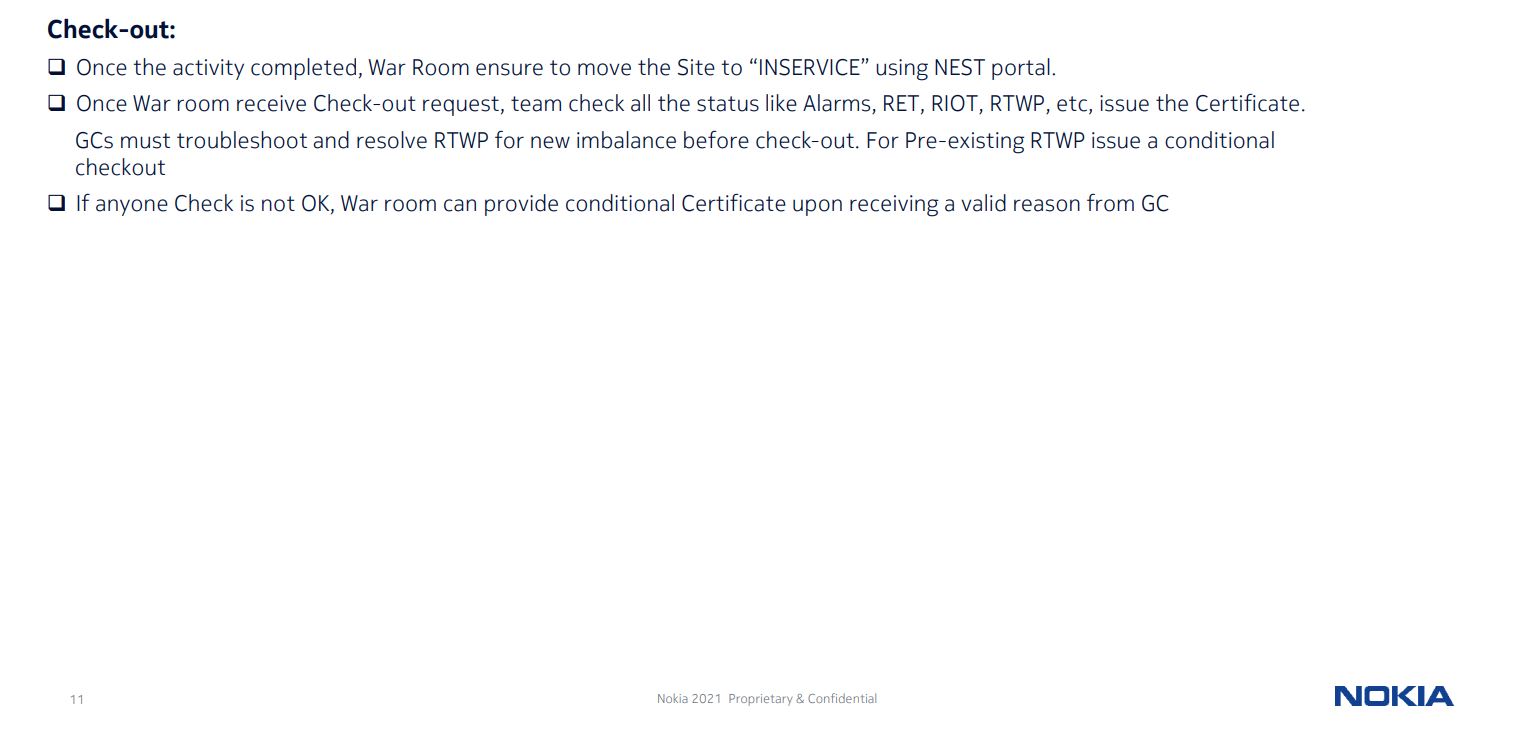 Check-out:
❑ Once the activity completed, War Room ensure to move the Site to “INSERVICE” using NEST portal.
❑ Once War room receive Check-out request, team check all the status like Alarms, RET, RIOT, RTWP, etc, issue the Certificate.
GCs must troubleshoot and resolve RTWP for new imbalance before check-out. For Pre-existing RTWP issue a conditional
checkout
❑ If anyone Check is not OK, War room can provide conditional Certificate upon receiving a valid reason from GC
11
Nokia 2021 Proprietary & Confidential
NOKIA